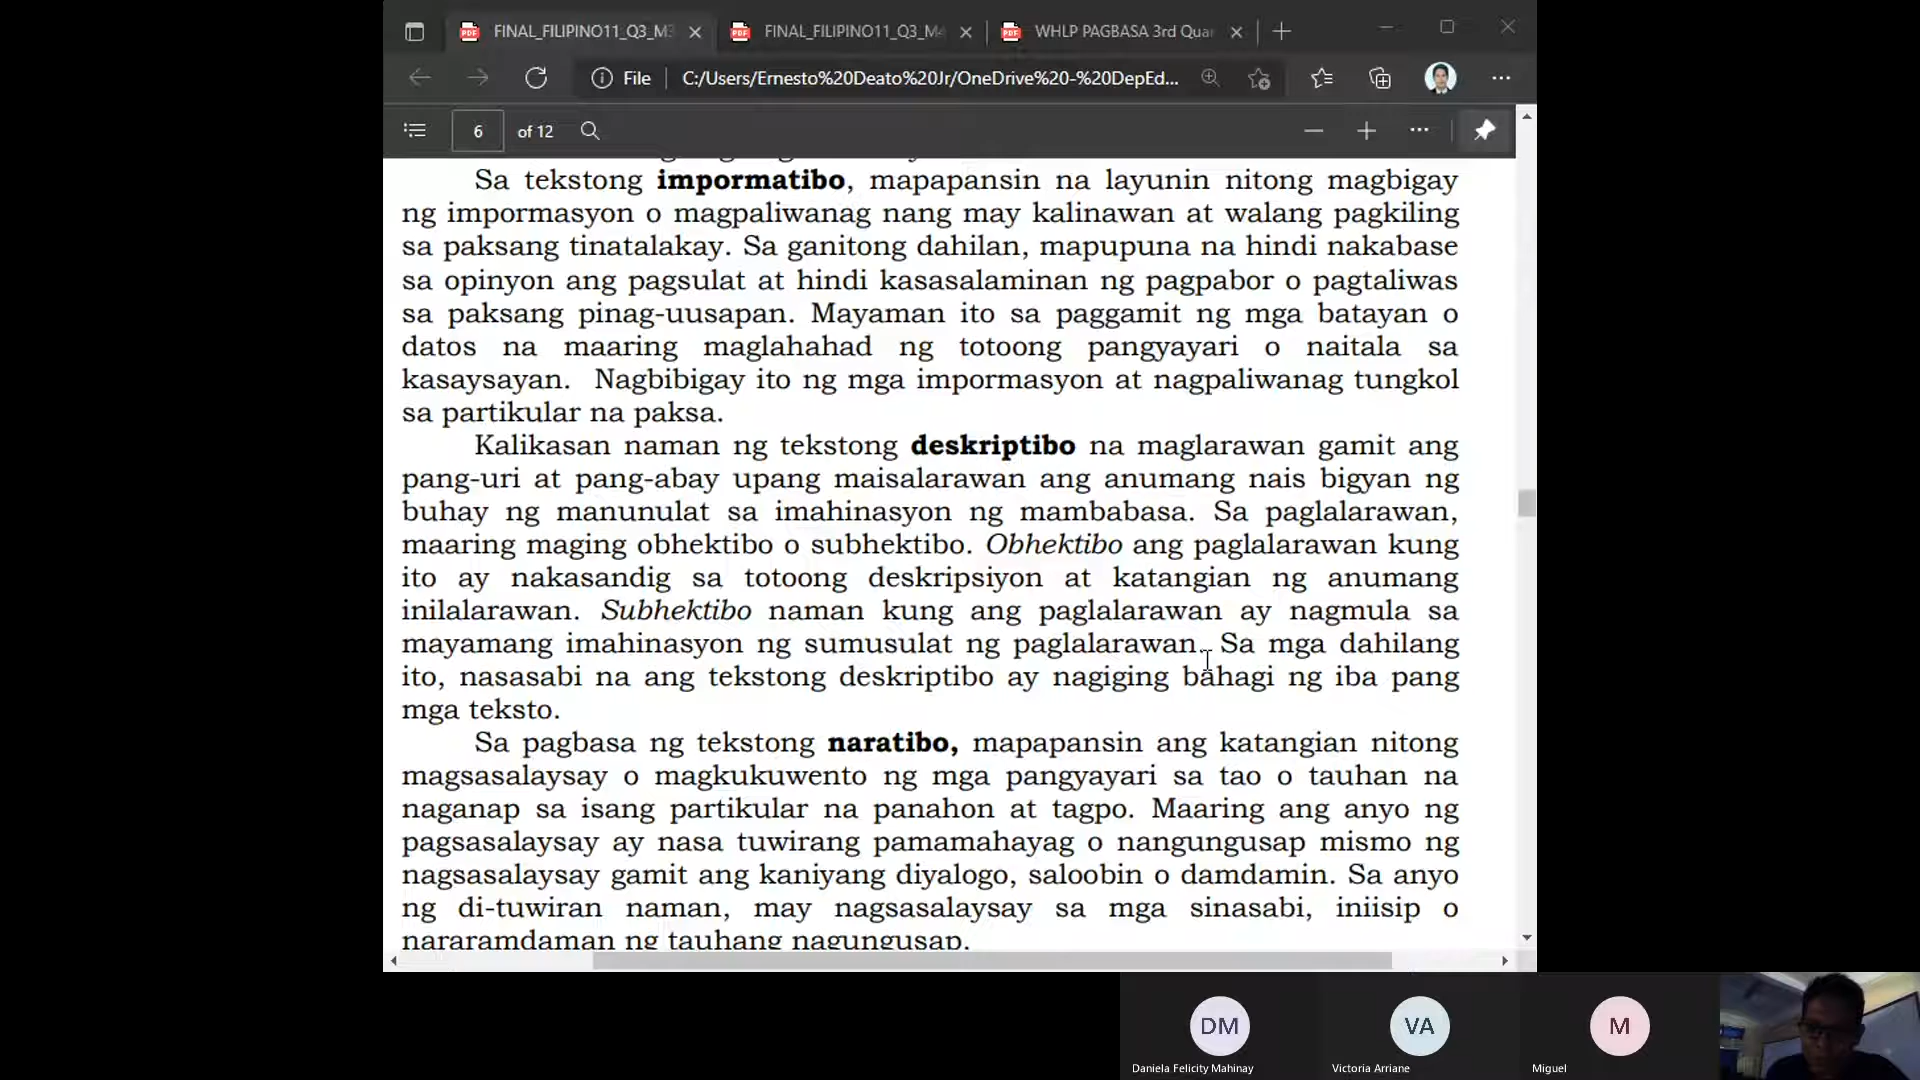 FINAL_FILIPINO11_Q3_M3
FINAL_FILIPINO11_Q3_M4
WHLP PAGBASA 3rd Quar
File
C:/Users/Ernesto%20Deato%20Jr/OneDrive%20-%20DepEd...
6 of 12
Sa tekstong impormatibo, mapapansin na layunin nitong magbigay
ng impormasyon o magpaliwanag nang may kalinawan at walang pagkiling
sa paksang tinatalakay. Sa ganitong dahilan, mapupuna na hindi nakabase
sa opinyon ang pagsulat at hindi kasasalaminan ng pagpabor o pagtaliwas
sa paksang pinag-uusapan. Mayaman ito sa paggamit ng mga batayan o
datos na maaring maglahahad ng totoong pangyayari o naitala sa
kasaysayan. Nagbibigay ito ng mga impormasyon at nagpaliwanag tungkol
sa partikular na paksa.
Kalikasan naman ng tekstong deskriptibo na maglarawan gamit ang
pang-uri at pang-abay upang maisalarawan ang anumang nais bigyan ng
buhay ng manunulat sa imahinasyon ng mambabasa. Sa paglalarawan,
maaring maging obhektibo o subhektibo. Obhektibo ang paglalarawan kung
ito ay nakasandig sa totoong deskripsiyon at katangian ng anumang
inilalarawan. Subhektibo naman kung ang paglalarawan ay nagmula sa
mayamang imahinasyon ng sumusulat ng paglalarawan. Sa mga dahilang
ito, nasasabi na ang tekstong deskriptibo ay nagiging bahagi ng iba pang
mga teksto.
Sa pagbasa ng tekstong naratibo, mapapansin ang katangian nitong
magsasalaysay o magkukuwento ng mga pangyayari sa tao o tauhan na
naganap sa isang partikular na panahon at tagpo. Maaring ang anyo ng
pagsasalaysay ay nasa tuwirang pamamahayag o nangungusap mismo ng
nagsasalaysay gamit ang kaniyang diyalogo, saloobin o damdamin. Sa anyo
ng di-tuwiran naman, may nagsasalaysay sa mga sinasabi, iniisip o
nararamdaman ng tauhang nagungusap.
DM
VA
M
Daniela Felicity Mahinay
Victoria Arriane
Miguel